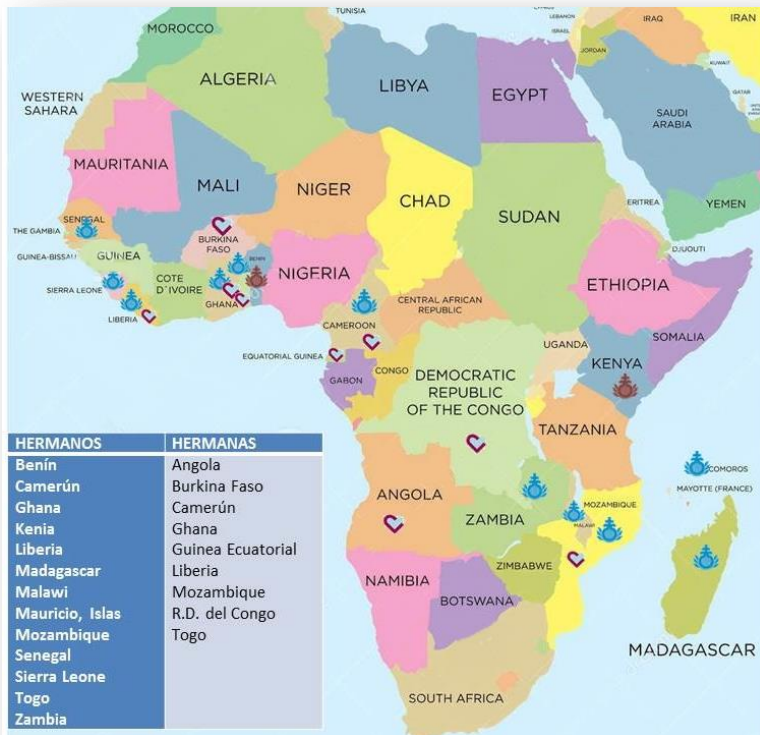 TUNISIA
LEBANON
ISRAEL
JORDAN
IRAQ
IRAN
KUWAIT
QATAR
MOROCCO
ALGERIA
LIBYA
EGYPT
SAUDI
ARABIA
WESTERN
SAHARA
MAURITANIA
MALI
NIGER
CHAD
SUDAN
ERITREA
YEMEN
THE GAMBIA
SENEGAL
GUINEA-BISSAU
GUINEA
BURKINA
FASO
BENIN
NIGERIA
DJIJOUTI
SIERRA LEONE
COTE
D'IVOIRE
GHANA
LIBERIA
CENTRAL AFRICAN
REPUBLIC
ETHIOPIA
SOMALIA
CAMEROON
EQUATORIAL GUINEA
GABON
CONGO
DEMOCRATIC
REPUBLIC
OF THE CONGO
UGANDA
KENYA
TANZANIA
COMOROS
MAYOTTE (FRANCE)
ANGOLA
ZAMBIA
MALAWI
MOZAMBIQUE
ZIMBABWE
NAMIBIA
BOTSWANA
MADAGASCAR
SOUTH AFRICA
HERMANOS HERMANAS
Benín Angola
Camerún Burkina Faso
Ghana Camerún
Kenia Ghana
Liberia Guinea Ecuatorial
Madagascar Liberia
Malawi Mozambique
Mauricio, Islas R.D. del Congo
Mozambique Togo
Senegal
Sierra Leone
Togo
Zambia